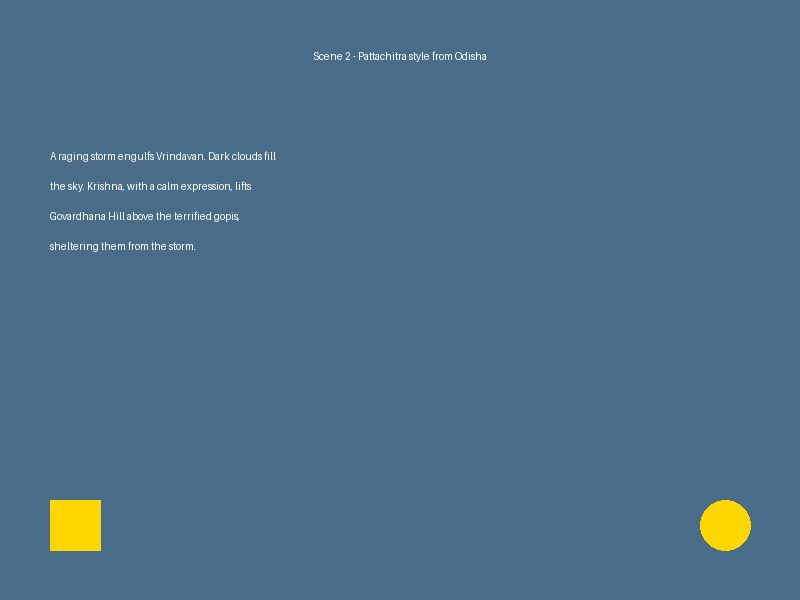 Scene 2 - Pattachitra style from Odisha
A raging storm engulfs Vrindavan. Dark clouds fill
the sky. Krishna, with a calm expression, lifts
Govardhana Hill above the terrified gopis,
sheltering them from the storm.